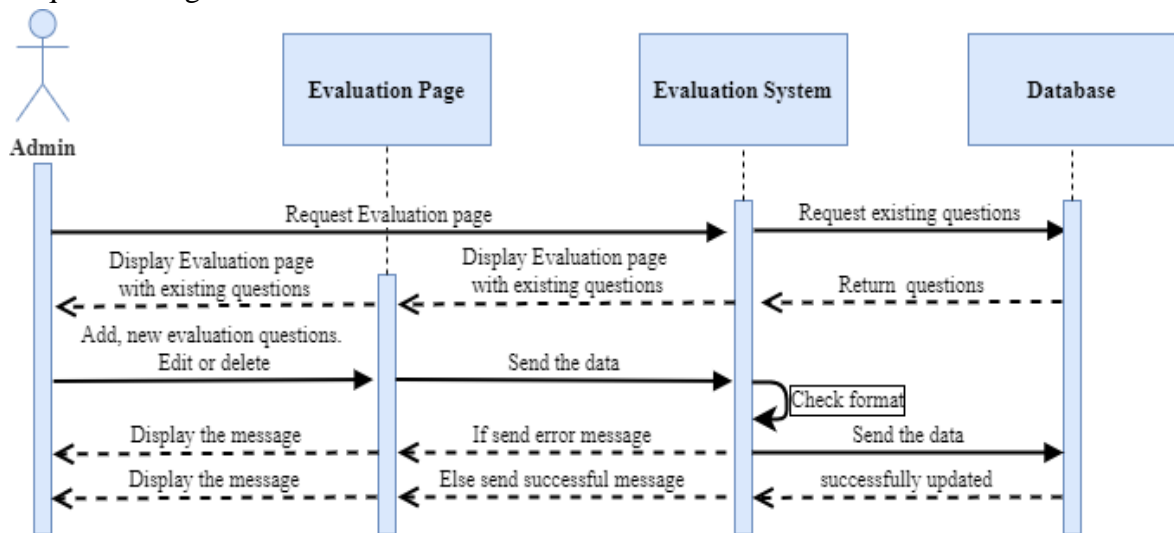 Admin
Evaluation Page
Evaluation System
Database
Request Evaluation page
Request existing questions
Display Evaluation page
with existing questions
Display Evaluation page
with existing questions
Return questions
Add, new evaluation questions.
Edit or delete
Send the data
Check format
Display the message
If send error message
Send the data
Display the message
Else send successful message
successfully updated